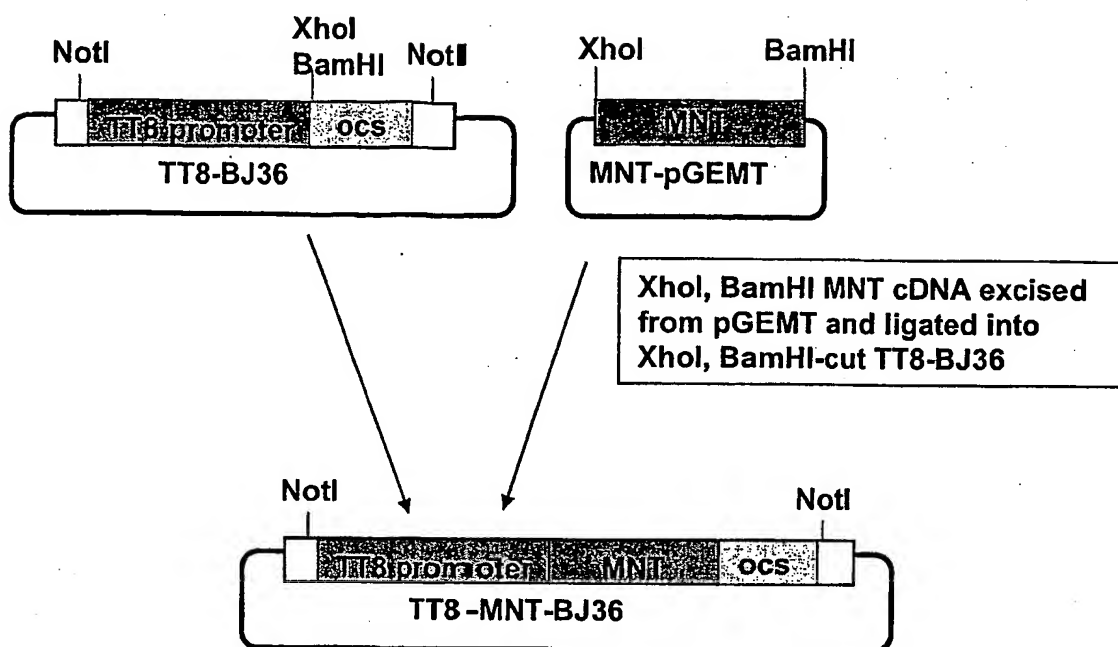 NotI
XhoI
BamHI
NotI
TT8 promoter
ocs
TT8-BJ36
XhoI
BamHI
MNT
MNT-pGEMT
XhoI, BamHI MNT cDNA excised
from pGEMT and ligated into
XhoI, BamHI-cut TT8-BJ36
NotI
NotI
TT8 promoter
MNT
ocs
TT8-MNT-BJ36